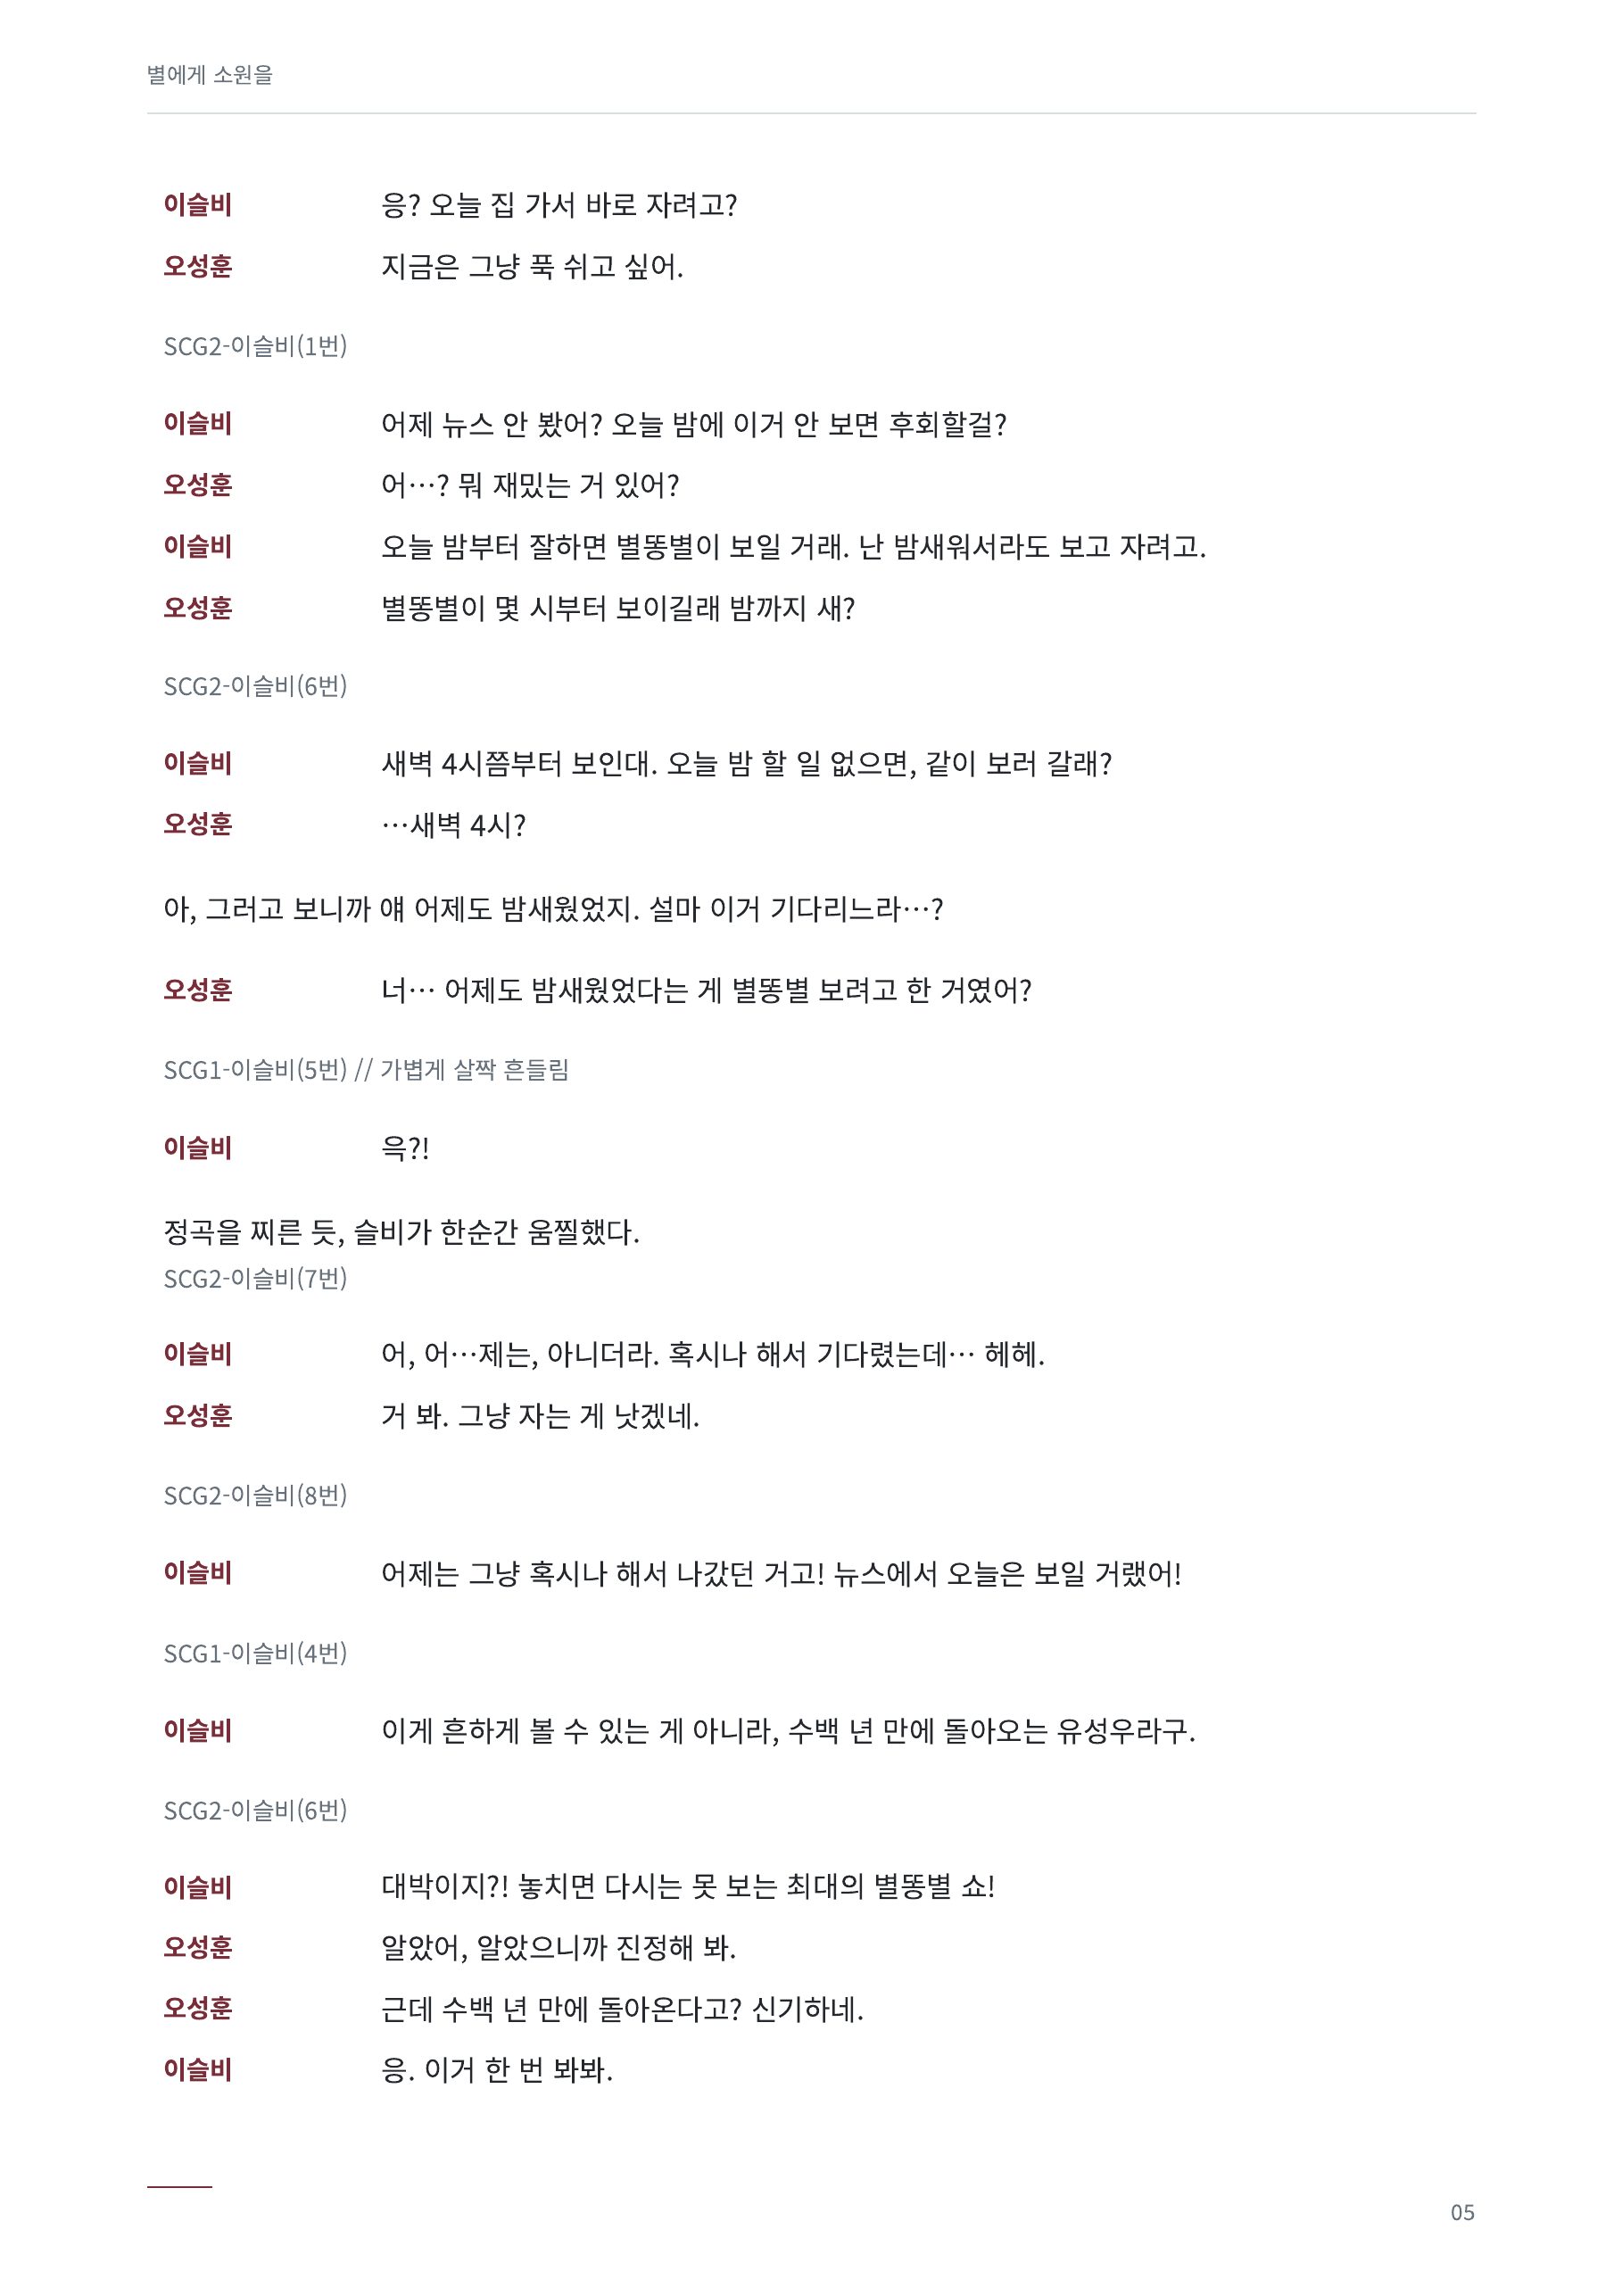 별에게 소원을
이슬비 응? 오늘 집 가서 바로 자려고?
오성훈 지금은 그냥 푹 쉬고 싶어.
SCG2-이슬비(1번)
이슬비 어제 뉴스 안 봤어? 오늘 밤에 이거 안 보면 후회할걸?
오성훈 어…? 뭐 재밌는 거 있어?
이슬비 오늘 밤부터 잘하면 별똥별이 보일 거래. 난 밤새워서라도 보고 자려고.
오성훈 별똥별이 몇 시부터 보이길래 밤까지 새?
SCG2-이슬비(6번)
이슬비 새벽 4시쯤부터 보인대. 오늘 밤 할 일 없으면, 같이 보러 갈래?
오성훈 …새벽 4시?
아, 그러고 보니까 얘 어제도 밤새웠었지. 설마 이거 기다리느라…?
오성훈 너… 어제도 밤새웠었다는 게 별똥별 보려고 한 거였어?
SCG1-이슬비(5번) // 가볍게 살짝 흔들림
이슬비 윽?!
정곡을 찌른 듯, 슬비가 한순간 움찔했다.
SCG2-이슬비(7번)
이슬비 어, 어…제는, 아니더라. 혹시나 해서 기다렸는데… 헤헤.
오성훈 거 봐. 그냥 자는 게 낫겠네.
SCG2-이슬비(8번)
이슬비 어제는 그냥 혹시나 해서 나갔던 거고! 뉴스에서 오늘은 보일 거랬어!
SCG1-이슬비(4번)
이슬비 이게 흔하게 볼 수 있는 게 아니라, 수백 년 만에 돌아오는 유성우라구.
SCG2-이슬비(6번)
이슬비 대박이지?! 놓치면 다시는 못 보는 최대의 별똥별 쇼!
오성훈 알았어, 알았으니까 진정해 봐.
오성훈 근데 수백 년 만에 돌아온다고? 신기하네.
이슬비 응. 이거 한 번 봐봐.
05